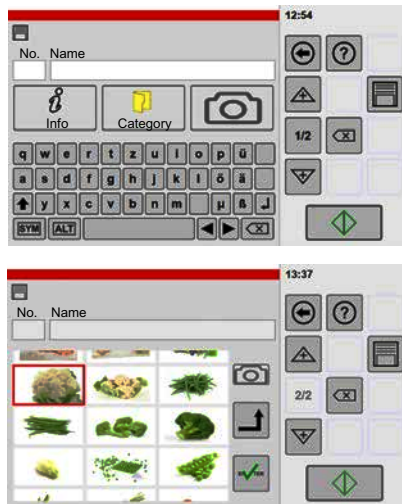 12:54
No. Name
Info
Category
1/2
q w e r t z u i o p ü
a s d f g h j k l ö ä
y x c v b n m µ ß
SYM ALT
13:37
No. Name
2/2